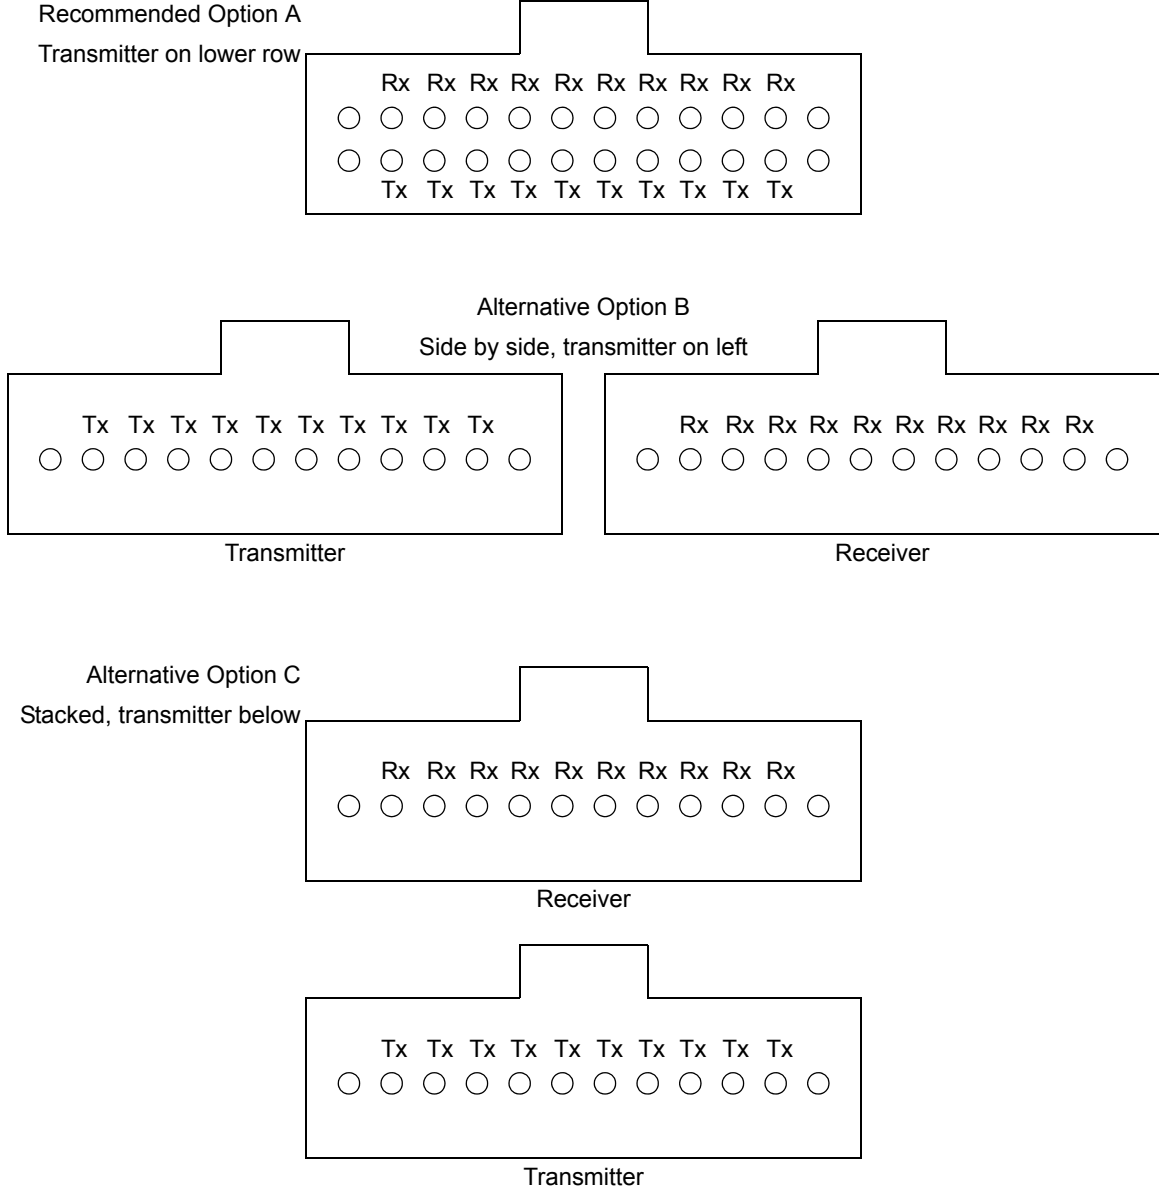 Recommended Option A
Transmitter on lower row
Rx Rx Rx Rx Rx Rx Rx Rx Rx Rx
Tx Tx Tx Tx Tx Tx Tx Tx Tx Tx
Alternative Option B
Side by side, transmitter on left
Tx Tx Tx Tx Tx Tx Tx Tx Tx Tx
Transmitter
Rx Rx Rx Rx Rx Rx Rx Rx Rx Rx
Receiver
Alternative Option C
Stacked, transmitter below
Rx Rx Rx Rx Rx Rx Rx Rx Rx Rx
Receiver
Tx Tx Tx Tx Tx Tx Tx Tx Tx Tx
Transmitter